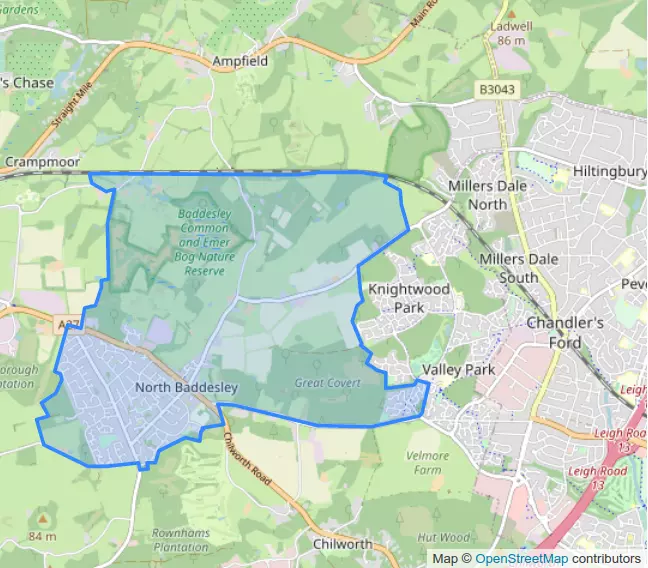 Gardens
Main Ro
Ladwell
86 m
Ampfield
's Chase
Straight Mile
B3043
Crampmoor
Hiltingbury
Millers Dale
North
Baddesley
Common
and Emer
Bog Nature
Reserve
Millers Dale
South
Knightwood
Park
Peve
A27
Chandler's
Ford
Valley Park
orough
ntation
North Baddesley
Great Covert
Leigh R
13
Leigh Road
13
Chilworth Road
Velmore
Farm
Leigh Road
13
84 m
Rownhams
Plantation
Hut Wood
Chilworth
Map © OpenStreetMap contributors